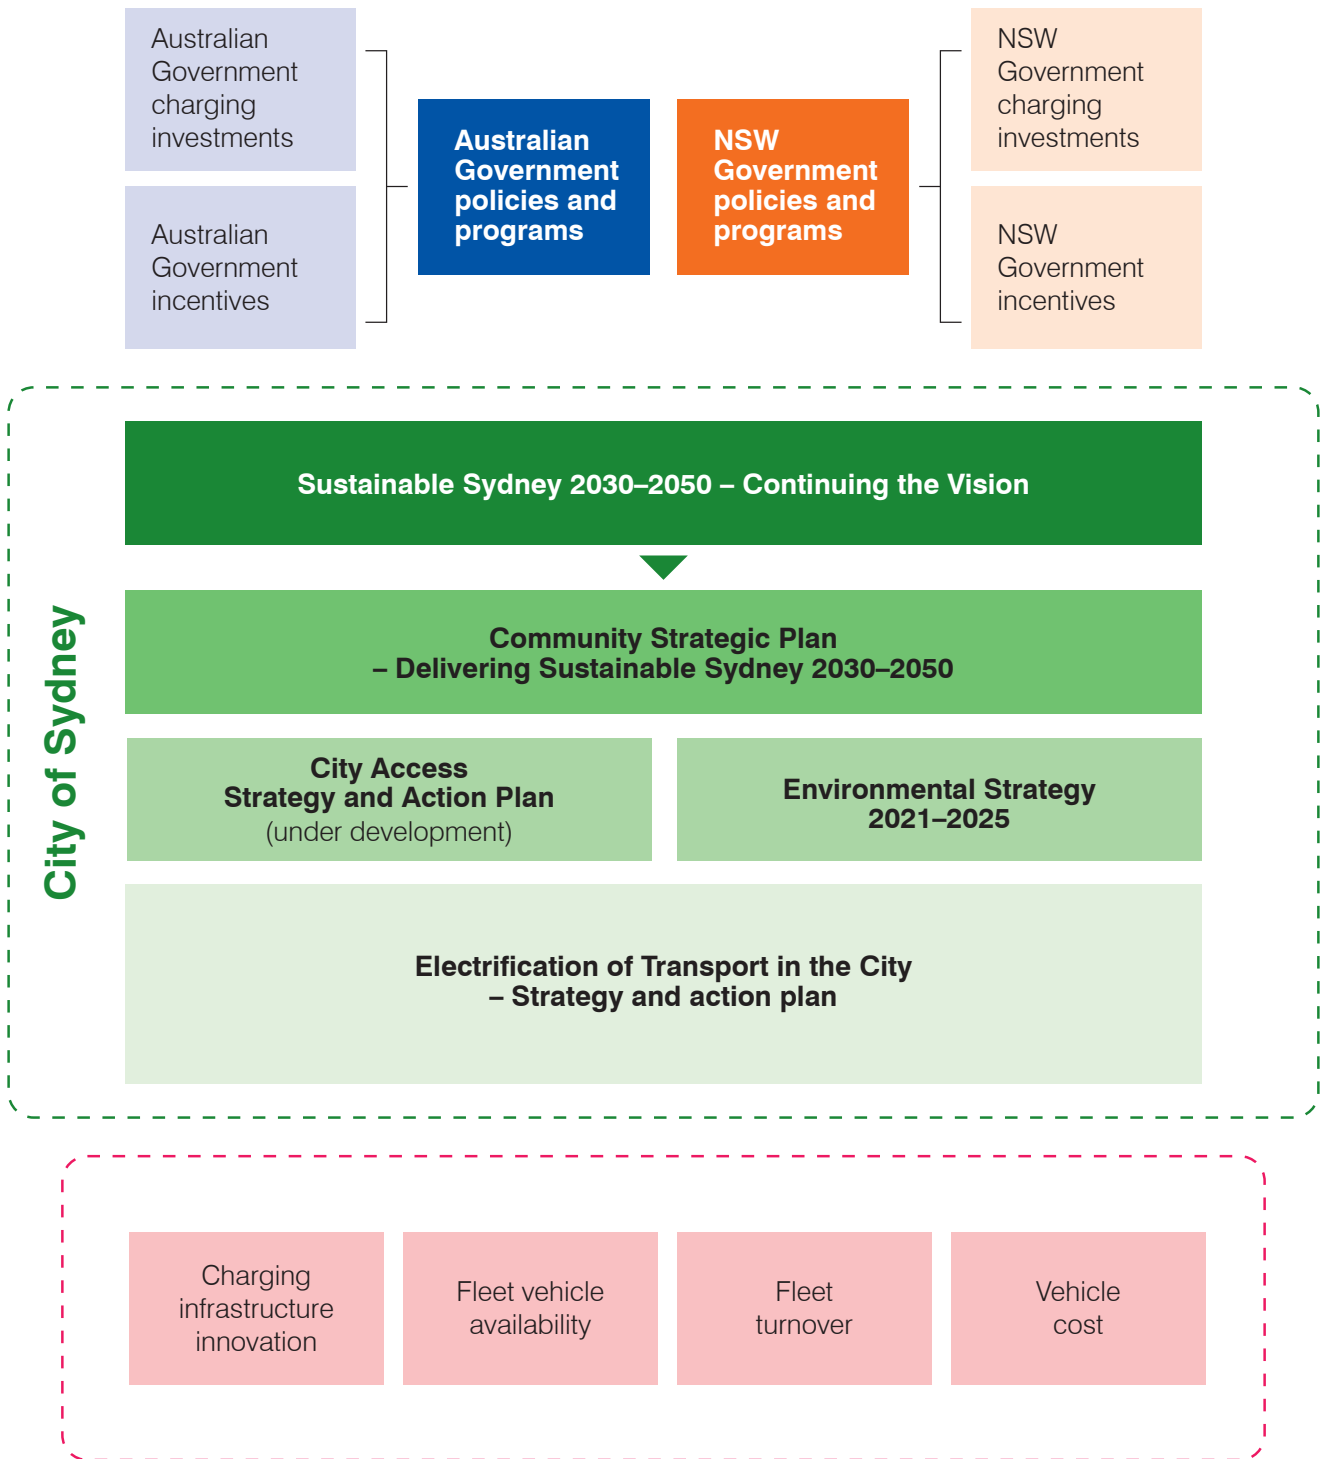 Australian
Government
charging
investments
Australian
Government
incentives
Australian
Government
policies and
programs
NSW
Government
policies and
programs
NSW
Government
charging
investments
NSW
Government
incentives
City of Sydney
Sustainable Sydney 2030–2050 – Continuing the Vision
Community Strategic Plan
– Delivering Sustainable Sydney 2030–2050
City Access
Strategy and Action Plan
(under development)
Environmental Strategy
2021–2025
Electrification of Transport in the City
– Strategy and action plan
Charging
infrastructure
innovation
Fleet vehicle
availability
Fleet
turnover
Vehicle
cost